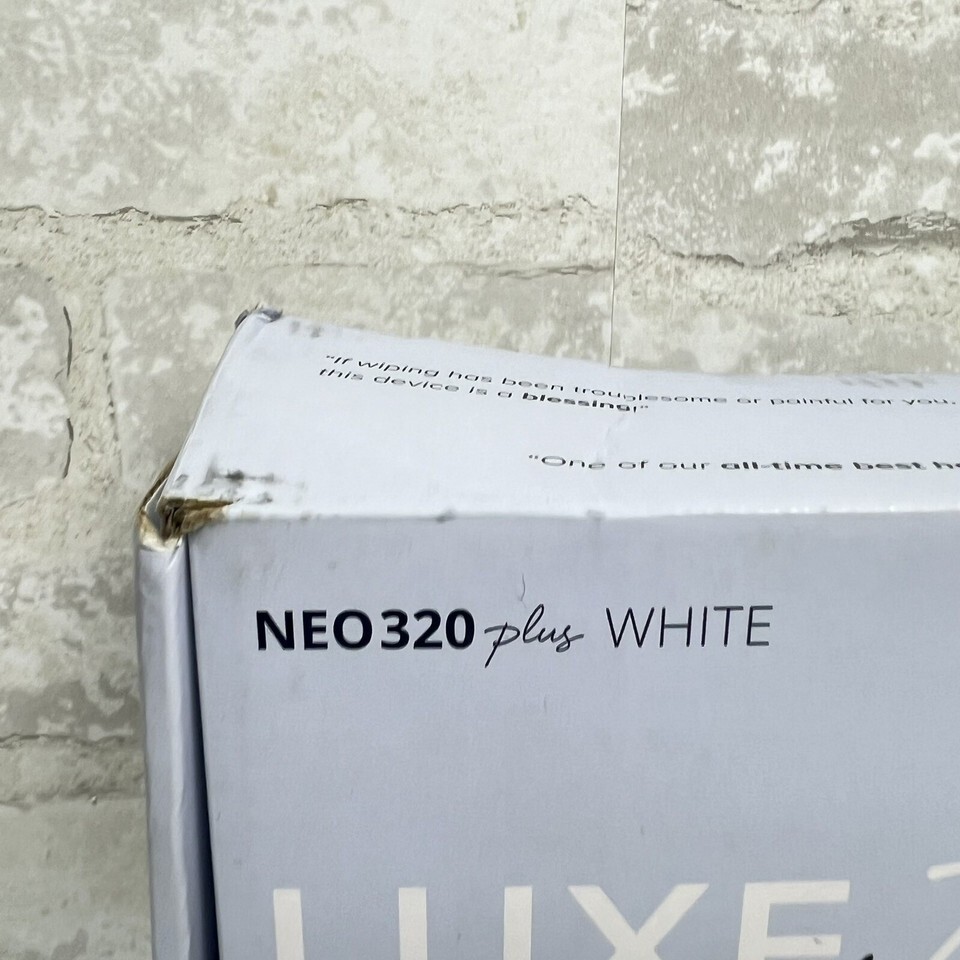 "If wiping has been troublesome or painful for you,
this device is a blessing!"
"One of our all-time best
NEO320 plus WHITE
LUXE